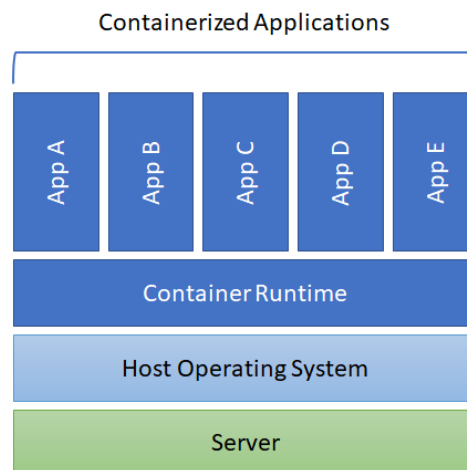 Containerized Applications
App A
App B
App C
App D
App E
Container Runtime
Host Operating System
Server